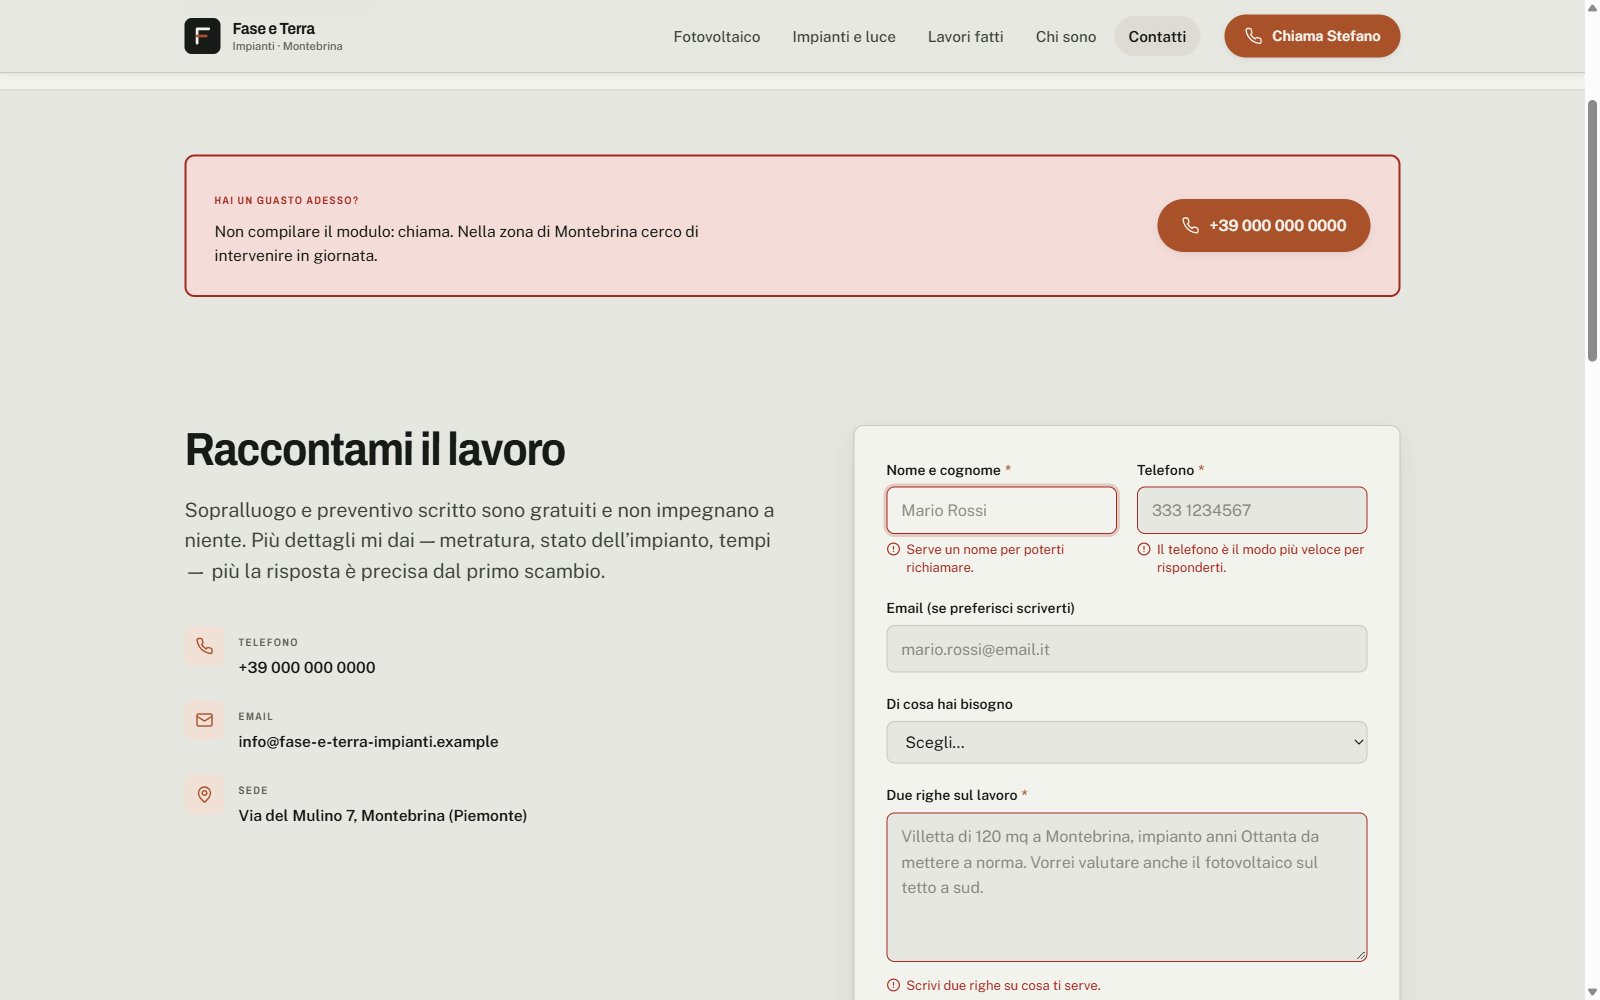 Fase e Terra
Impianti · Montebrina
Fotovoltaico
Impianti e luce
Lavori fatti
Chi sono
Contatti
Chiama Stefano
HAI UN GUASTO ADESSO?
Non compilare il modulo: chiama. Nella zona di Montebrina cerco di
intervenire in giornata.
+39 000 000 0000
Raccontami il lavoro
Sopralluogo e preventivo scritto sono gratuiti e non impegnano a
niente. Più dettagli mi dai — metratura, stato dell’impianto, tempi
— più la risposta è precisa dal primo scambio.
TELEFONO
+39 000 000 0000
EMAIL
info@fase-e-terra-impianti.example
SEDE
Via del Mulino 7, Montebrina (Piemonte)
Nome e cognome *
Mario Rossi
Serve un nome per poterti
richiamare.
Telefono *
333 1234567
Il telefono è il modo più veloce per
risponderti.
Email (se preferisci scriverti)
mario.rossi@email.it
Di cosa hai bisogno
Scegli…
Due righe sul lavoro *
Villetta di 120 mq a Montebrina, impianto anni Ottanta da
mettere a norma. Vorrei valutare anche il fotovoltaico sul
tetto a sud.
Scrivi due righe su cosa ti serve.